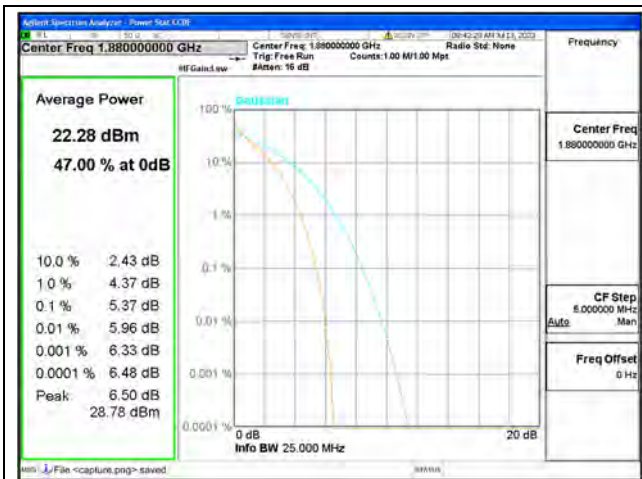 Agilent Spectrum Analyzer - Power Stat CCDF
Center Freq 1.880000000 GHz
Center Freq: 1.880000000 GHz
Radio Std: None
Trig: Free Run
Counts:1.00 M/1.00 Mpt
#IFGain:Low
#Atten: 16 dB
Frequency
Average Power
22.28 dBm
47.00 % at 0dB
10.0 % 2.43 dB
1.0 % 4.37 dB
0.1 % 5.37 dB
0.01 % 5.96 dB
0.001 % 6.33 dB
0.0001 % 6.48 dB
Peak 6.50 dB
28.78 dBm
Gaussian
100 %
10 %
1 %
0.1 %
0.01 %
0.001 %
0.0001 %
0 dB
20 dB
Info BW 25.000 MHz
Center Freq
1.880000000 GHz
CF Step
5.000000 MHz
Auto Man
Freq Offset
0 Hz
MSG File <capture.png> saved
STATUS